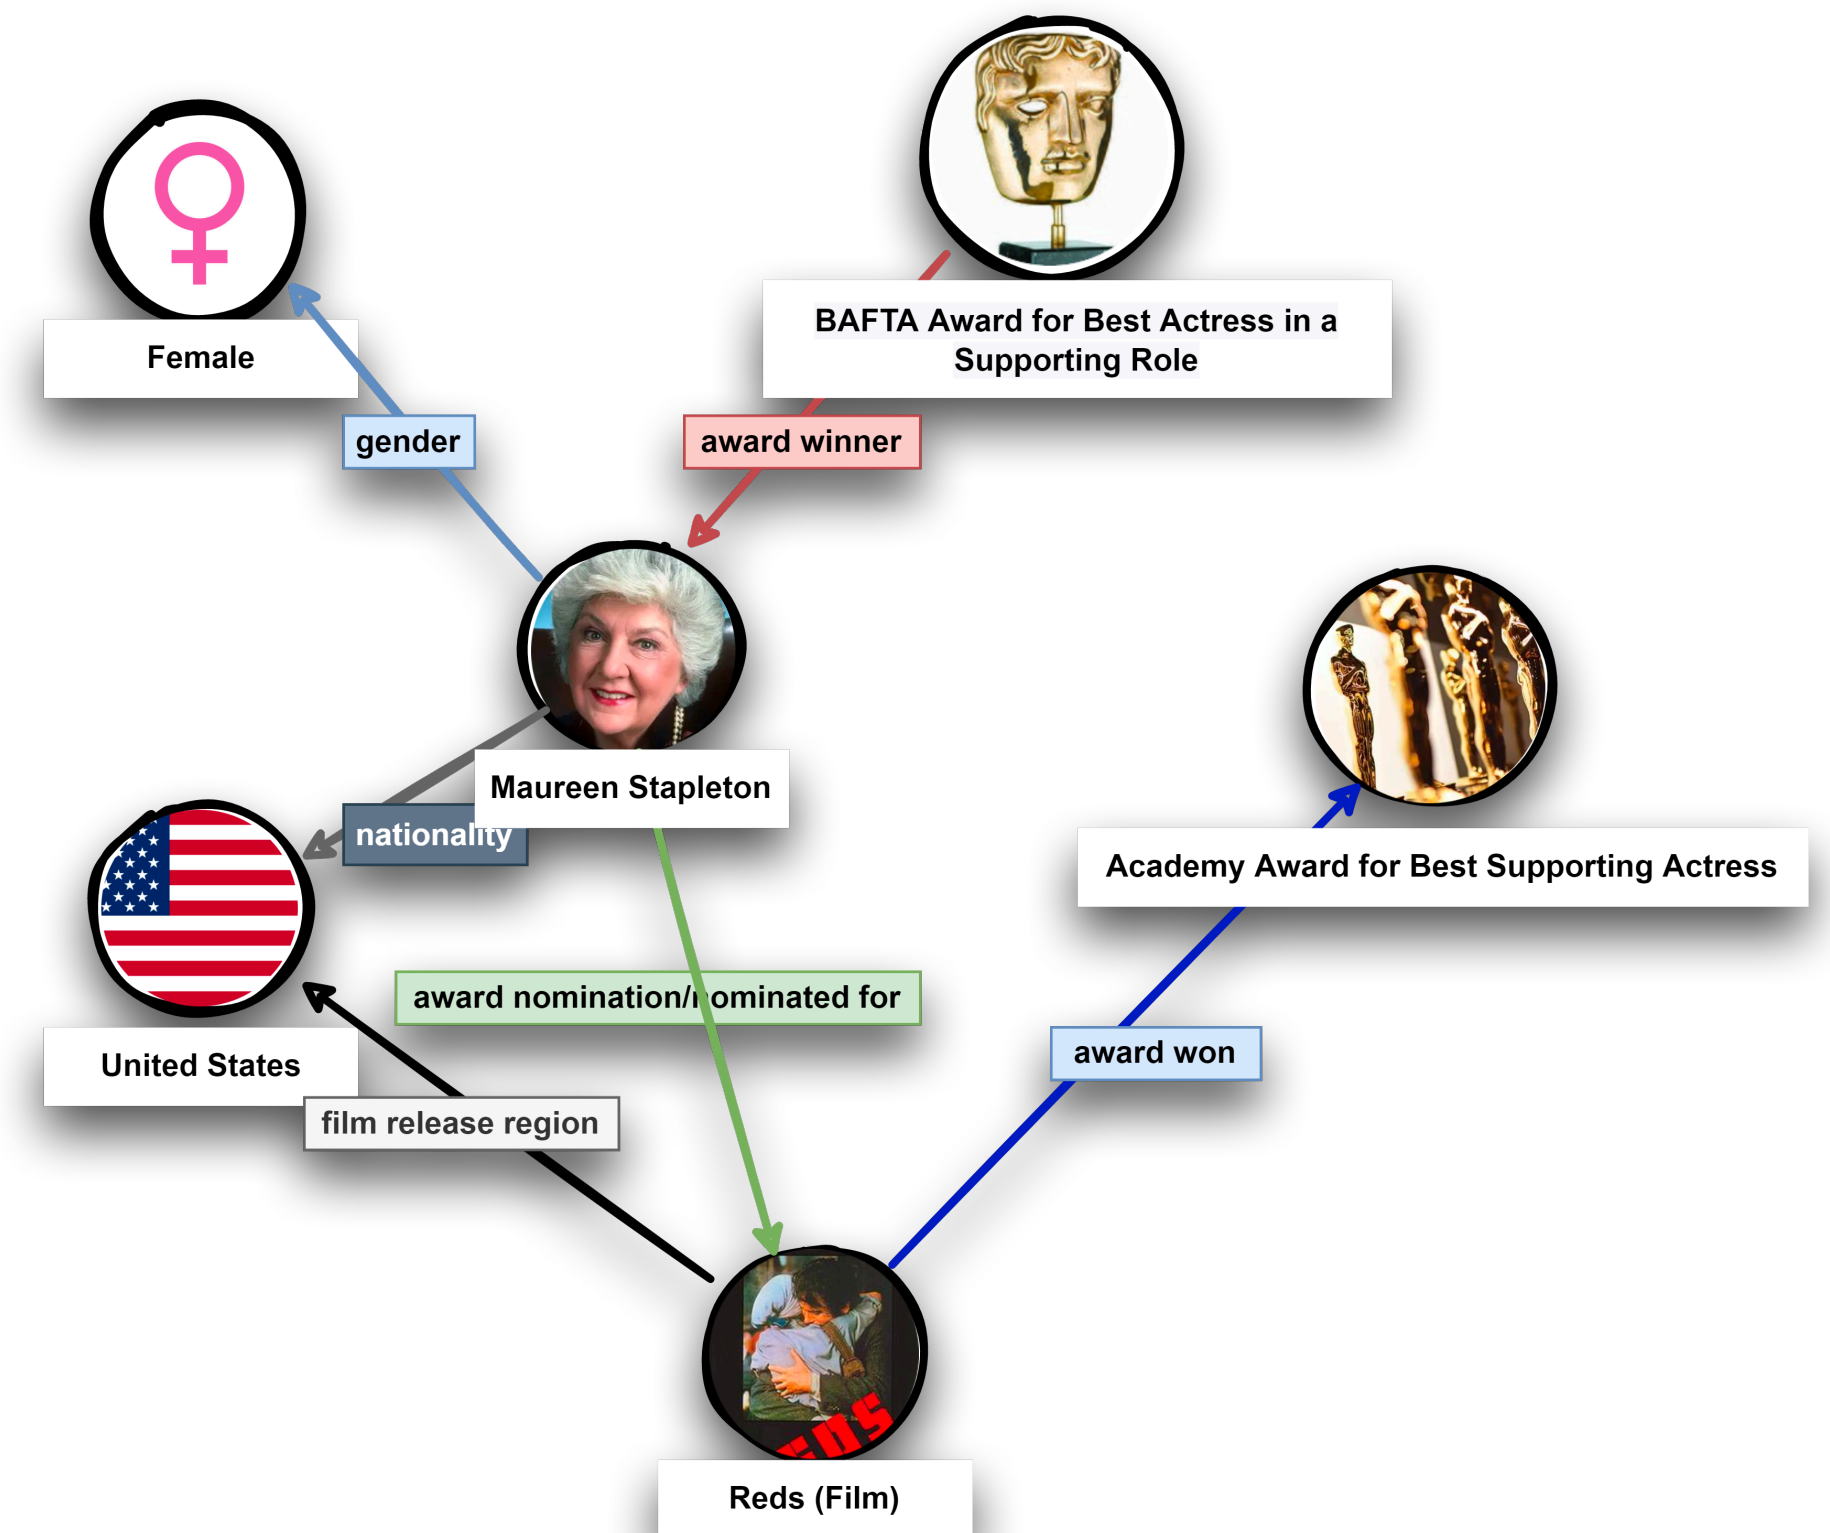 BAFTA Award for Best Actress in a
Supporting Role
Female
gender
award winner
Maureen Stapleton
nationality
Academy Award for Best Supporting Actress
award nomination/nominated for
award won
United States
film release region
Reds (Film)